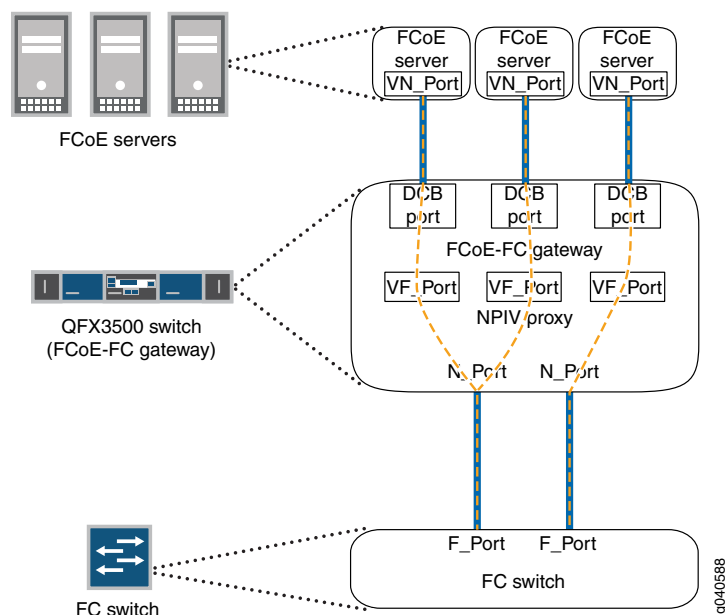 FCoE
server
VN_Port
FCoE
server
VN_Port
FCoE
server
VN_Port
FCoE servers
DCB
port
DCB
port
DCB
port
FCoE-FC gateway
VF_Port
VF_Port
VF_Port
NPIV proxy
QFX3500 switch
(FCoE-FC gateway)
N_Port
N_Port
F_Port
F_Port
FC switch
FC switch
g040588